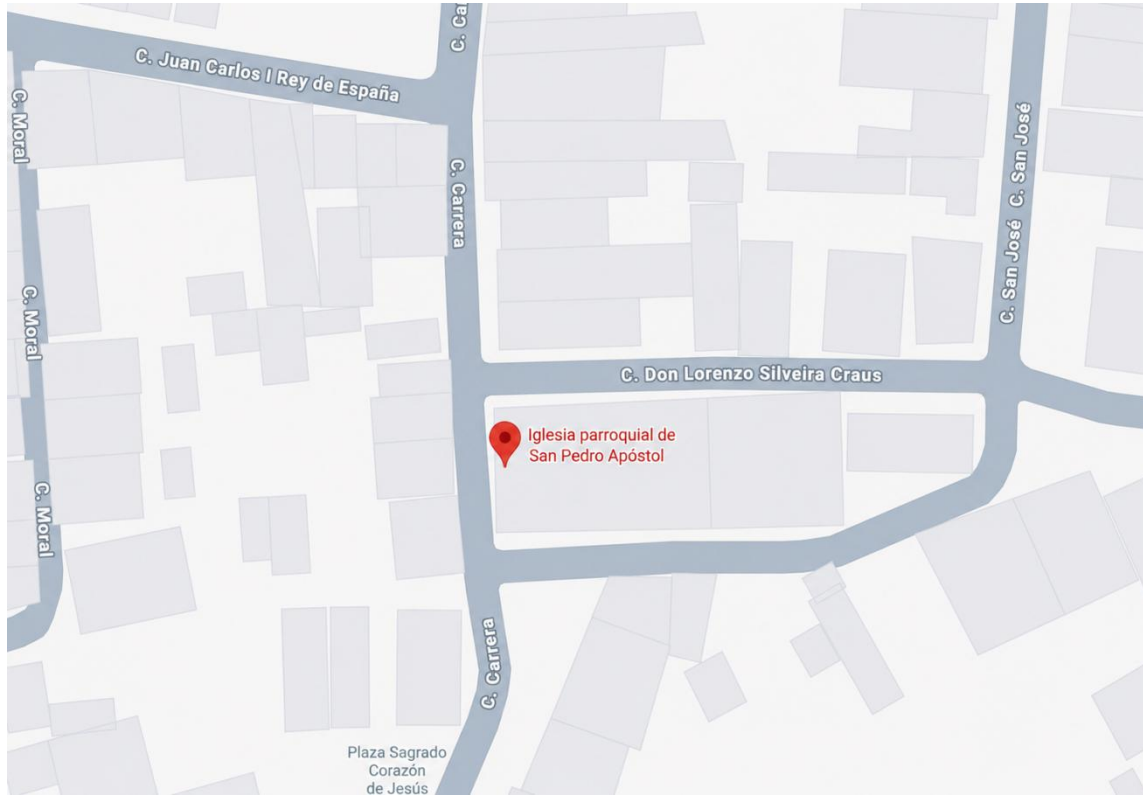 C. Ca
C. Juan Carlos I Rey de España
C. Moral
C. Carrera
C. San José
C. San José
C. Moral
C. Don Lorenzo Silveira Craus
Iglesia parroquial de
San Pedro Apóstol
C. Moral
C. Carrera
Plaza Sagrado
Corazón
de Jesús